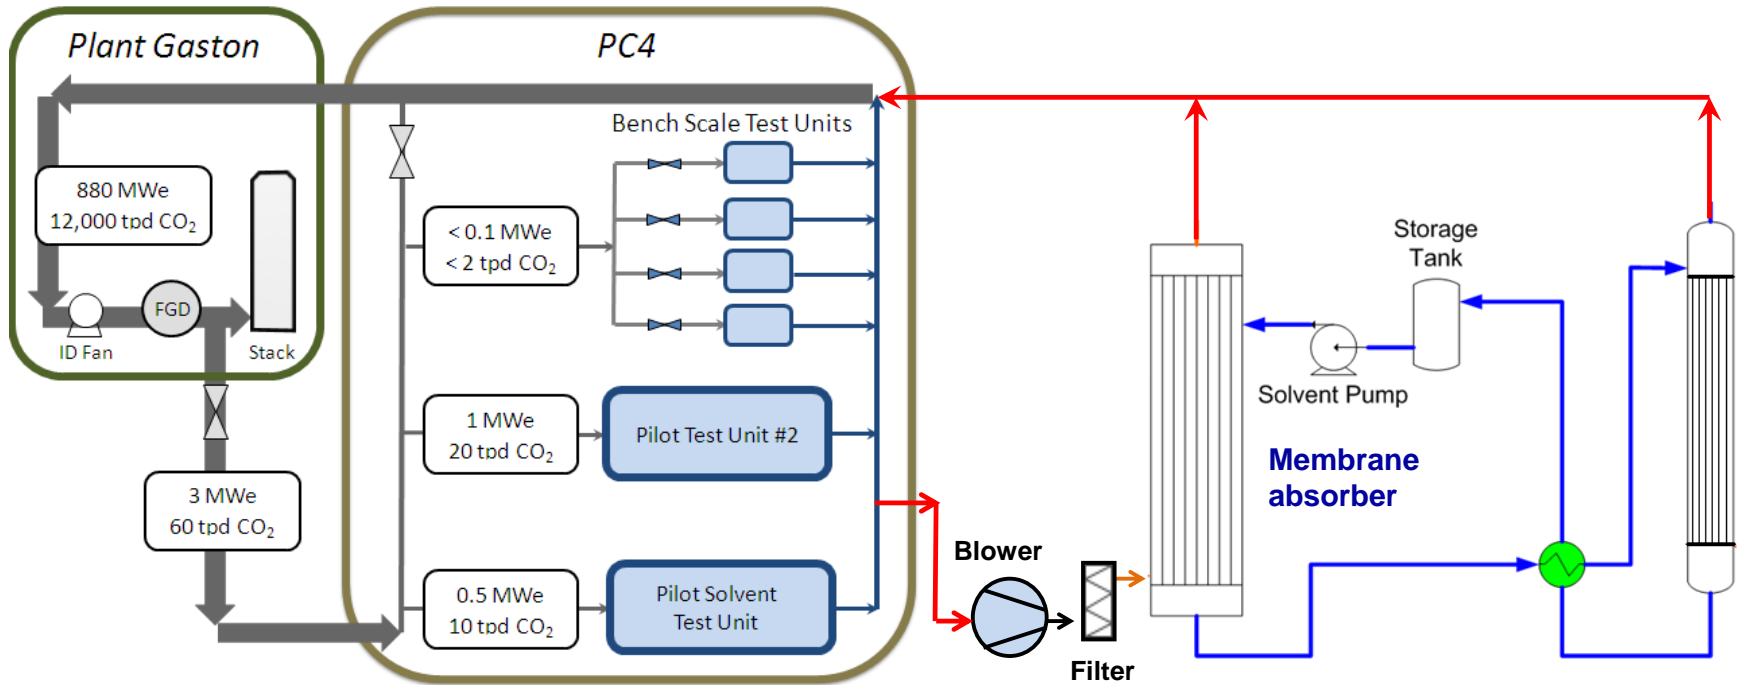 Plant Gaston
880 MWe
12,000 tpd CO₂
ID Fan
FGD
Stack
3 MWe
60 tpd CO₂
PC4
Bench Scale Test Units
< 0.1 MWe
< 2 tpd CO₂
1 MWe
20 tpd CO₂
Pilot Test Unit #2
0.5 MWe
10 tpd CO₂
Pilot Solvent
Test Unit
Blower
Filter
Storage
Tank
Solvent Pump
Membrane
absorber